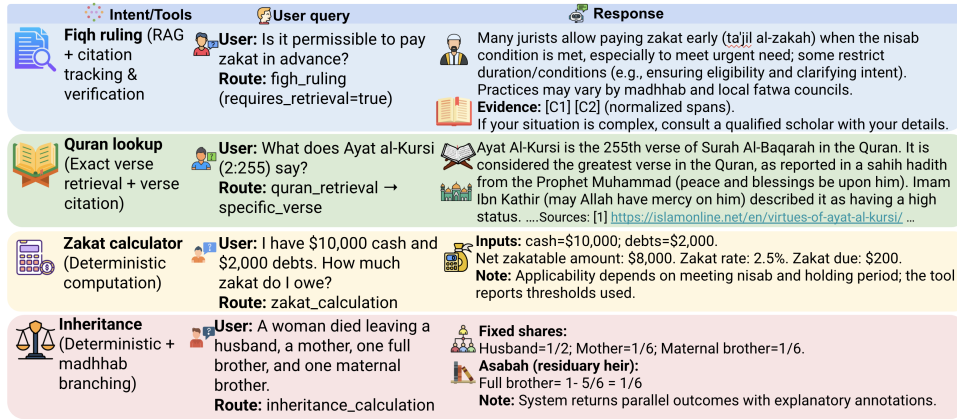 Intent/Tools
User query
Response
Fiqh ruling (RAG
+ citation
tracking &
verification
User: Is it permissible to pay
zakat in advance?
Route: figh_ruling
(requires_retrieval=true)
Many jurists allow paying zakat early (ta'jil al-zakah) when the nisab
condition is met, especially to meet urgent need; some restrict
duration/conditions (e.g., ensuring eligibility and clarifying intent).
Practices may vary by madhhab and local fatwa councils.
Evidence: [C1] [C2] (normalized spans).
If your situation is complex, consult a qualified scholar with your details.
Quran lookup
(Exact verse
retrieval + verse
citation)
User: What does Ayat al-Kursi
(2:255) say?
Route: quran_retrieval →
specific_verse
Ayat Al-Kursi is the 255th verse of Surah Al-Baqarah in the Quran. It is
considered the greatest verse in the Quran, as reported in a sahih hadith
from the Prophet Muhammad (peace and blessings be upon him). Imam
Ibn Kathir (may Allah have mercy on him) described it as having a high
status. ....Sources: [1] https://islamonline.net/en/virtues-of-ayat-al-kursi/ ...
Zakat calculator
(Deterministic
computation)
User: I have $10,000 cash and
$2,000 debts. How much
zakat do I owe?
Route: zakat_calculation
Inputs: cash=$10,000; debts=$2,000.
Net zakatable amount: $8,000. Zakat rate: 2.5%. Zakat due: $200.
Note: Applicability depends on meeting nisab and holding period; the tool
reports thresholds used.
Inheritance
(Deterministic +
madhhab
branching)
User: A woman died leaving a
husband, a mother, one full
brother, and one maternal
brother.
Route: inheritance_calculation
Fixed shares:
Husband=1/2; Mother=1/6; Maternal brother=1/6.
Asabah (residuary heir):
Full brother= 1- 5/6 = 1/6
Note: System returns parallel outcomes with explanatory annotations.